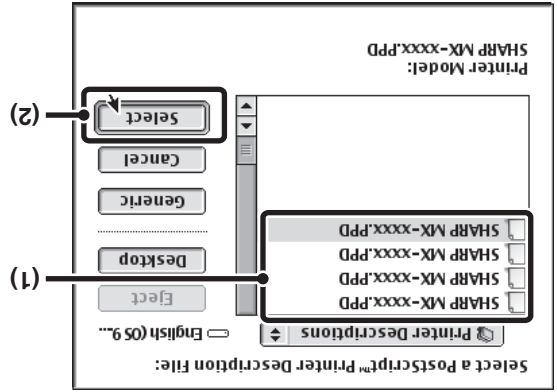 Select a PostScript™ Printer Description File:
Printer Descriptions
English (OS 9...
SHARP MX-xxxx.PPD
SHARP MX-xxxx.PPD
SHARP MX-xxxx.PPD
SHARP MX-xxxx.PPD
Eject
Desktop
Generic
Cancel
Select
Printer Model:
SHARP MX-xxxx.PPD
(1)
(2)